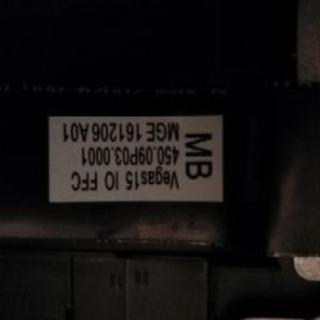 Vegas15 IO FFC
450.09P03.0001
MGE 161206 A01
MB